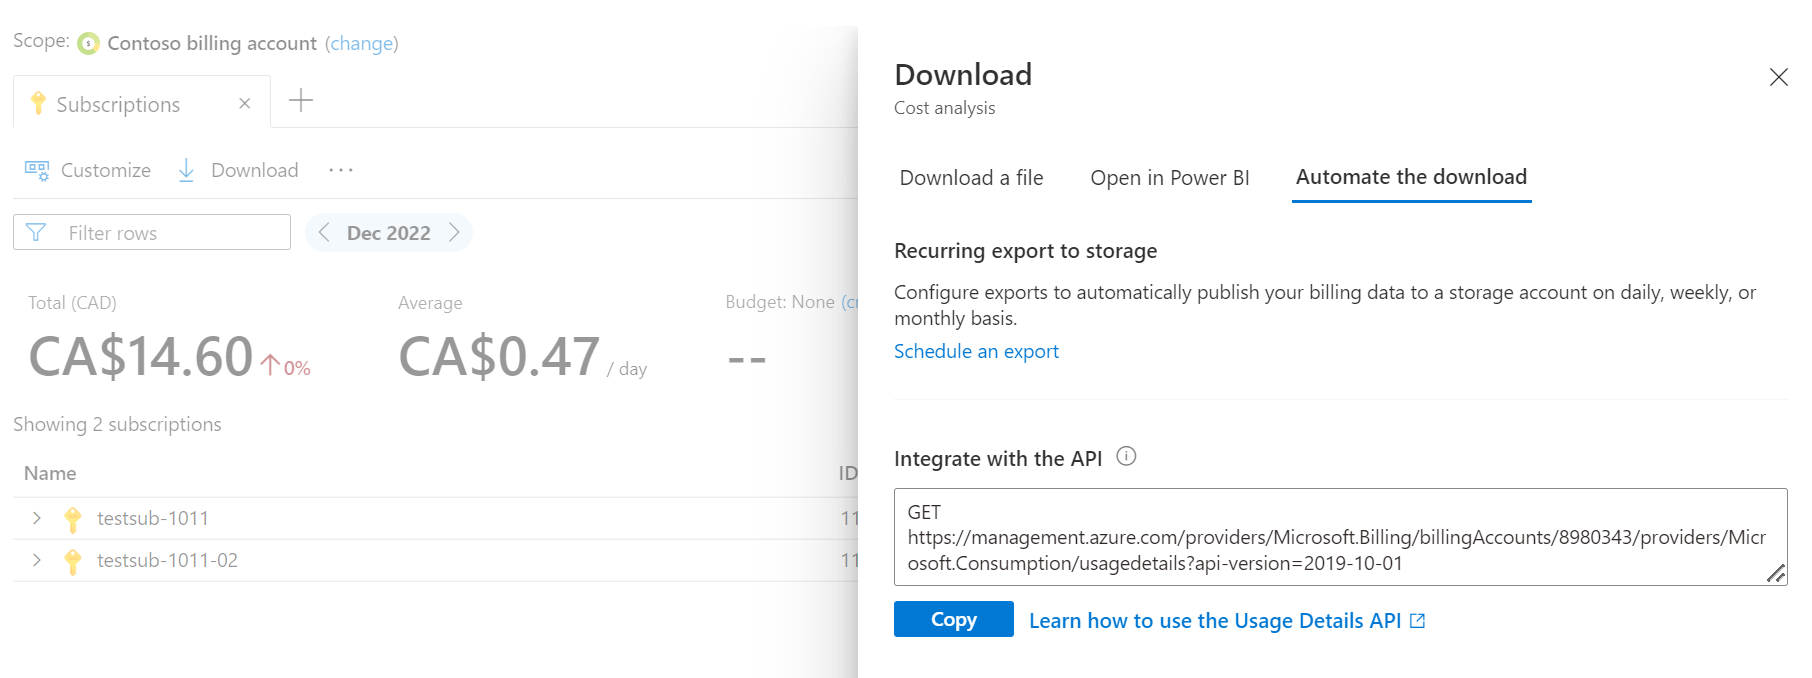 Scope: Contoso billing account (change)
Subscriptions
Customize Download ...
Filter rows Dec 2022
Total (CAD) Average Budget: None
CA$14.60 0% CA$0.47 / day --
Showing 2 subscriptions
Name ID
testsub-1011
testsub-1011-02
Download
Cost analysis
Download a file Open in Power BI Automate the download
Recurring export to storage
Configure exports to automatically publish your billing data to a storage account on daily, weekly, or
monthly basis.
Schedule an export
Integrate with the API
GET
https://management.azure.com/providers/Microsoft.Billing/billingAccounts/8980343/providers/Micr
osoft.Consumption/usagedetails?api-version=2019-10-01
Copy Learn how to use the Usage Details API